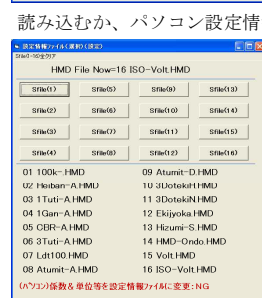 読み込むか、パソコン設定情
設定情報ファイル(選択)(設定)
Sfile(1-16)全クリア
HMD File Now=16 ISO-Volt.HMD
Sfile(1) Sfile(5) Sfile(9) Sfile(13)
Sfile(2) Sfile(6) Sfile(10) Sfile(14)
Sfile(3) Sfile(7) Sfile(11) Sfile(15)
Sfile(4) Sfile(8) Sfile(12) Sfile(16)
01 100k-.HMD 09 Atumit-D.HMD
02 Heiban-A.HMD 10 3DotekiH.HMD
03 1Tuti-A.HMD 11 3DotekiN.HMD
04 1Gan-A.HMD 12 Ekijyoka.HMD
05 CBR-A.HMD 13 Hizumi-S.HMD
06 3Tuti-A.HMD 14 HMD-Ondo.HMD
07 Ldt100.HMD 15 Volt.HMD
08 Atumit-A.HMD 16 ISO-Volt.HMD
(パソコン)係数&単位等を設定情報ファイルに変更:NG